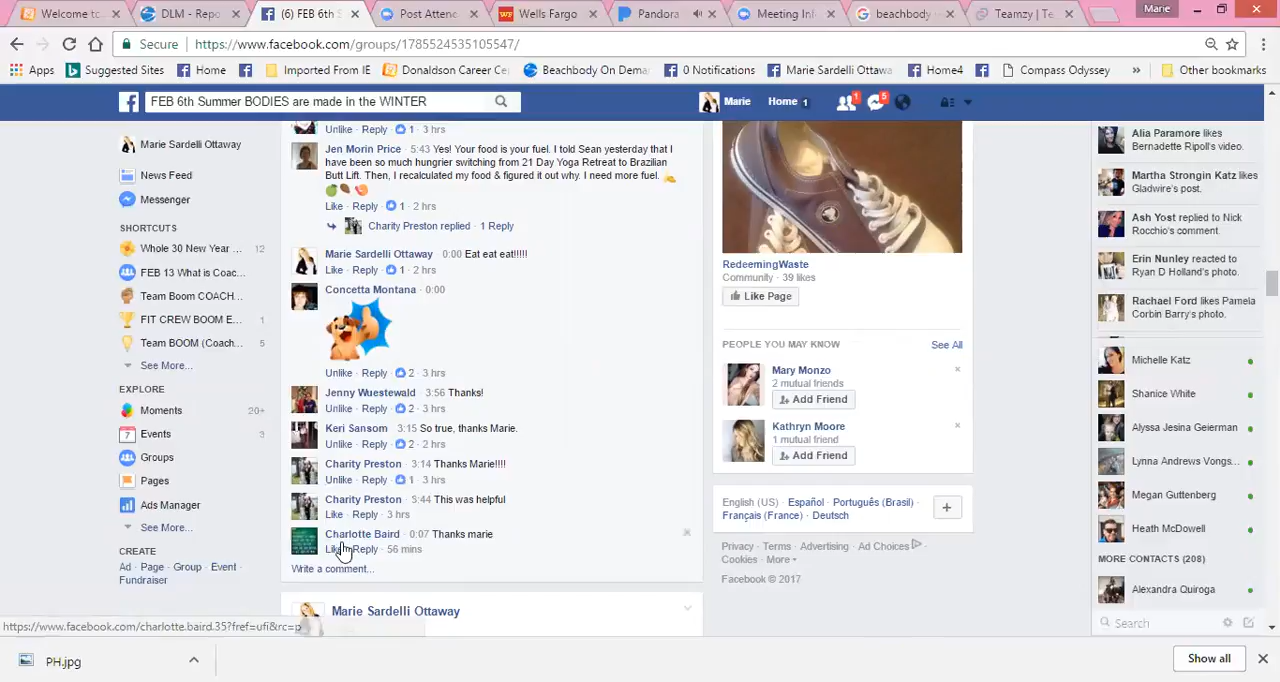 Welcome to
DLM - Repo
(6) FEB 6th S
Post Attend
Wells Fargo
Pandora
Meeting In
beachbody
Teamzy | Te
Marie
Secure
https://www.facebook.com/groups/1785524535105547/
Apps
Suggested Sites
Home
Imported From IE
Donaldson Career Ce
Beachbody On Dema
0 Notifications
Marie Sardelli Ottawa
Home4
Compass Odyssey
»
Other bookmarks
FEB 6th Summer BODIES are made in the WINTER
Marie
Home 1
1
5
Marie Sardelli Ottaway
News Feed
Messenger
SHORTCUTS
Whole 30 New Year ... 12
FEB 13 What is Coac...
Team Boom COACH...
FIT CREW BOOM E... 1
Team BOOM (Coach... 5
See More...
EXPLORE
Moments 20+
Events 3
Groups
Pages
Ads Manager
See More...
CREATE
Ad · Page · Group · Event ·
Fundraiser
Unlike · Reply · 1 · 3 hrs
Jen Morin Price · 5:43 Yes! Your food is your fuel. I told Sean yesterday that I
have been so much hungrier switching from 21 Day Yoga Retreat to Brazilian
Butt Lift. Then, I recalculated my food & figured it out why. I need more fuel.
Like · Reply · 1 · 2 hrs
Charity Preston replied · 1 Reply
Marie Sardelli Ottaway · 0:00 Eat eat eat!!!!!
Like · Reply · 1 · 2 hrs
Concetta Montana · 0:00
Unlike · Reply · 2 · 3 hrs
Jenny Wuestewald · 3:56 Thanks!
Unlike · Reply · 2 · 3 hrs
Keri Sansom · 3:15 So true, thanks Marie.
Unlike · Reply · 2 · 2 hrs
Charity Preston · 3:14 Thanks Marie!!!!
Unlike · Reply · 1 · 3 hrs
Charity Preston · 5:44 This was helpful
Like · Reply · 3 hrs
Charlotte Baird · 0:07 Thanks marie
Like · Reply · 56 mins
Write a comment...
Marie Sardelli Ottaway
RedeemingWaste
Community · 39 likes
Like Page
PEOPLE YOU MAY KNOW
See All
Mary Monzo
2 mutual friends
Add Friend
Kathryn Moore
1 mutual friend
Add Friend
English (US) · Español · Português (Brasil) ·
Français (France) · Deutsch
Privacy · Terms · Advertising · Ad Choices ·
Cookies · More
Facebook © 2017
Alia Paramore likes
Bernadette Ripoll's video.
Martha Strongin Katz likes
Gladwire's post.
Ash Yost replied to Nick
Rocchio's comment.
Erin Nunley reacted to
Ryan D Holland's photo.
Rachael Ford likes Pamela
Corbin Barry's photo.
Michelle Katz
Shanice White
Alyssa Jesina Geierman
Lynna Andrews Vongs...
Megan Guttenberg
Heath McDowell
MORE CONTACTS (208)
Alexandra Quiroga
Search
https://www.facebook.com/charlotte.baird.35?fref=ufi&rc=p
PH.jpg
Show all